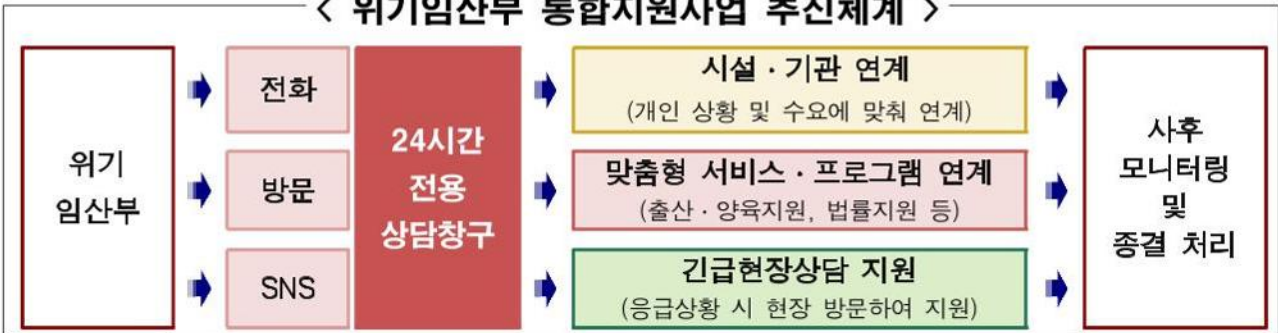 < 위기임산부 통합지원사업 추진체계 >
위기
임산부
전화
방문
SNS
24시간
전용
상담창구
시설 · 기관 연계
(개인 상황 및 수요에 맞춰 연계)
맞춤형 서비스 · 프로그램 연계
(출산 · 양육지원, 법률지원 등)
긴급현장상담 지원
(응급상황 시 현장 방문하여 지원)
사후
모니터링
및
종결 처리